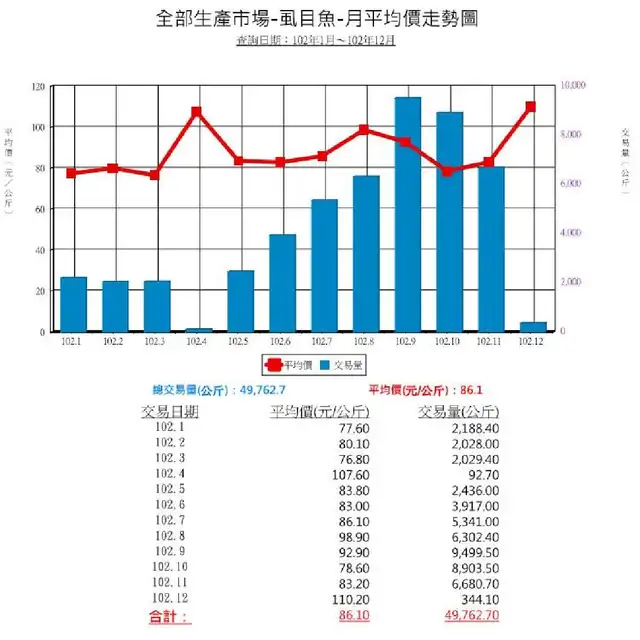 全部生產市場-虱目魚-月平均價走勢圖
查詢日期：102年1月～102年12月
平均價（元／公斤）
交易量（公斤）
120
100
80
60
40
20
0
10,000
8,000
6,000
4,000
2,000
0
102.1 102.2 102.3 102.4 102.5 102.6 102.7 102.8 102.9 102.10 102.11 102.12
平均價 交易量
總交易量(公斤)：49,762.7 平均價(元/公斤)：86.1
交易日期 平均價(元/公斤) 交易量(公斤)
102.1 77.60 2,188.40
102.2 80.10 2,028.00
102.3 76.80 2,029.40
102.4 107.60 92.70
102.5 83.80 2,436.00
102.6 83.00 3,917.00
102.7 86.10 5,341.00
102.8 98.90 6,302.40
102.9 92.90 9,499.50
102.10 78.60 8,903.50
102.11 83.20 6,680.70
102.12 110.20 344.10
合計： 86.10 49,762.70